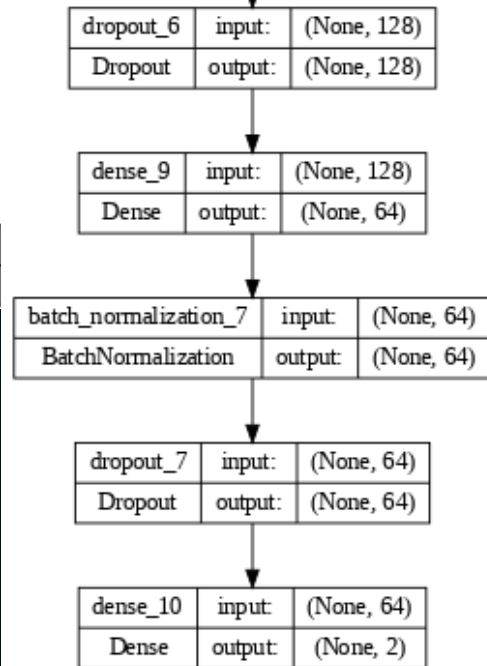 dropout_6 input: (None, 128)
Dropout output: (None, 128)
dense_9 input: (None, 128)
Dense output: (None, 64)
batch_normalization_7 input: (None, 64)
BatchNormalization output: (None, 64)
dropout_7 input: (None, 64)
Dropout output: (None, 64)
dense_10 input: (None, 64)
Dense output: (None, 2)